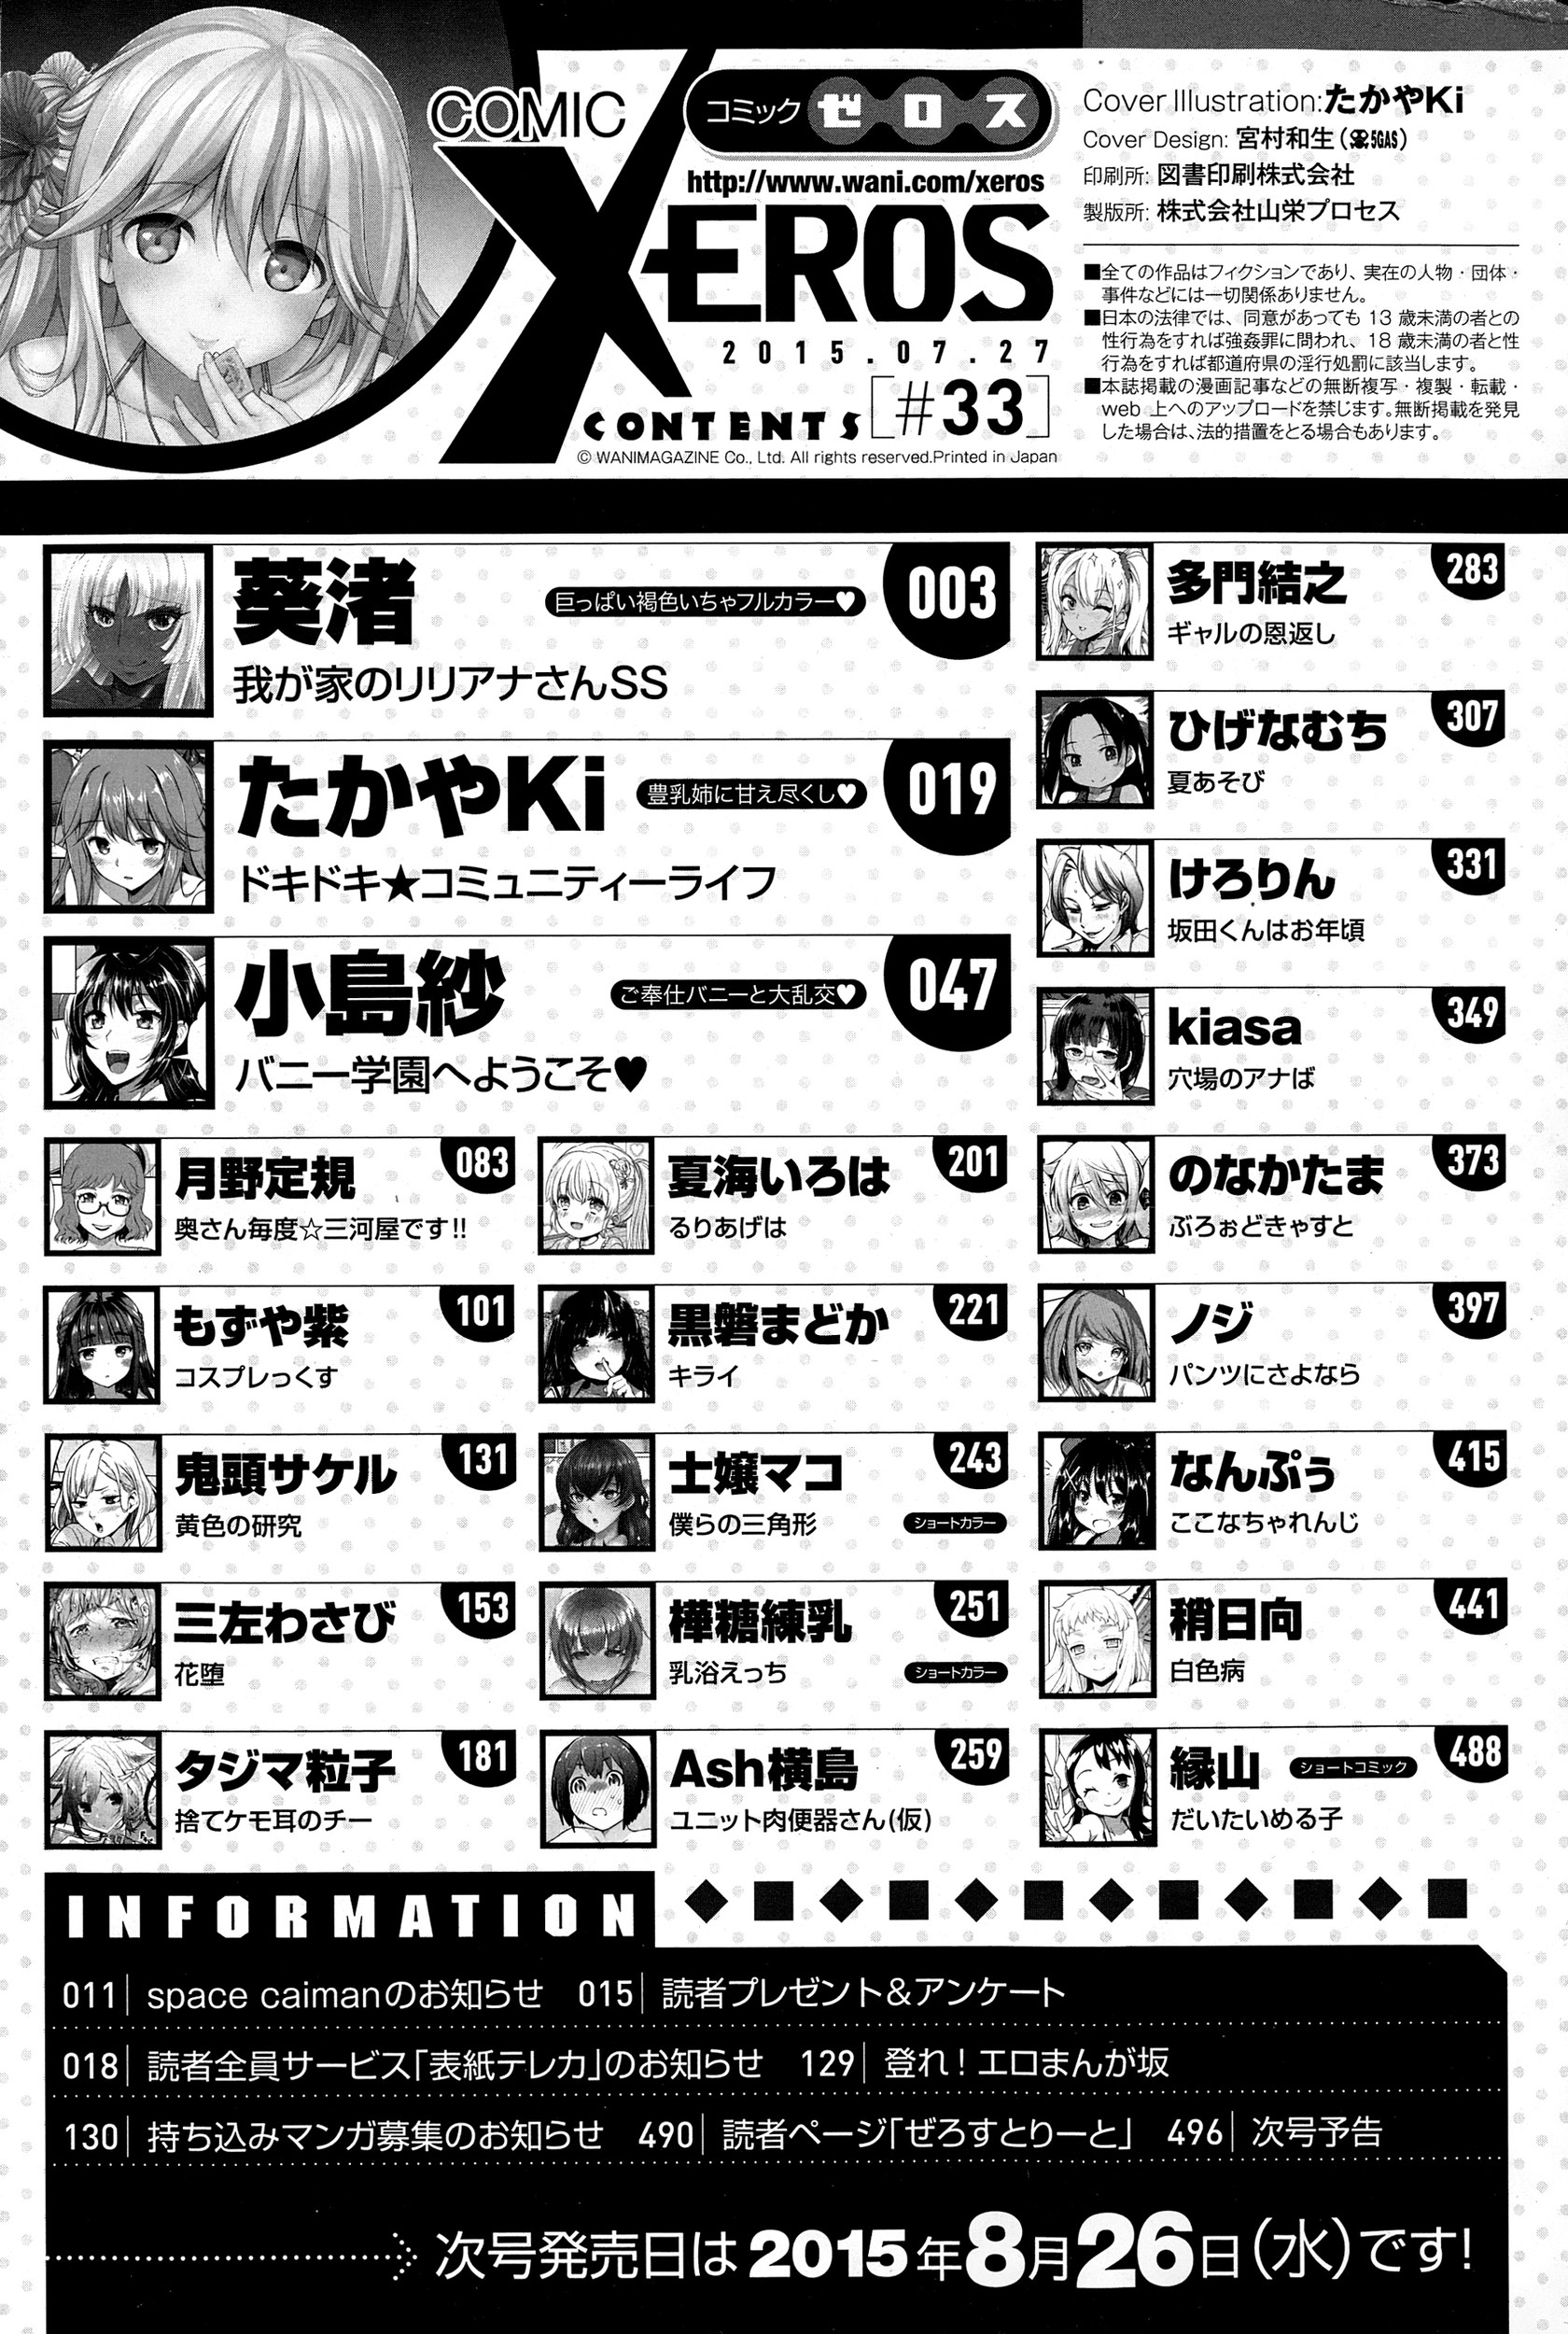 COMIC
コミック ゼロス
http://www.wani.com/xeros
XEROS
2015.07.27
CONTENTS [#33]
© WANIMAGAZINE Co., Ltd. All rights reserved.Printed in Japan
Cover Illustration:たかやKi
Cover Design: 宮村和生(5GAS)
印刷所: 図書印刷株式会社
製版所: 株式会社山栄プロセス
■全ての作品はフィクションであり、実在の人物・団体・
事件などには一切関係ありません。
■日本の法律では、同意があっても 13 歳未満の者との
性行為をすれば強姦罪に問われ、18 歳未満の者と性
行為をすれば都道府県の淫行処罰に該当します。
■本誌掲載の漫画記事などの無断複写・複製・転載・
web 上へのアップロードを禁じます。無断掲載を発見
した場合は、法的措置をとる場合もあります。
葵渚 巨っぱい褐色いちゃフルカラー♥ 003
我が家のリリアナさんSS
たかやKi 豊乳姉に甘え尽くし♥ 019
ドキドキ★コミュニティーライフ
小島紗 ご奉仕バニーと大乱交♥ 047
バニー学園へようこそ♥
月野定規 083
奥さん毎度☆三河屋です!!
もずや紫 101
コスプレっくす
鬼頭サケル 131
黄色の研究
三左わさび 153
花堕
タジマ粒子 181
捨てケモ耳のチー
夏海いろは 201
るりあげは
黒磐まどか 221
キライ
士嬢マコ 243
僕らの三角形 ショートカラー
樺糖練乳 251
乳浴えっち ショートカラー
Ash横島 259
ユニット肉便器さん(仮)
多門結之 283
ギャルの恩返し
ひげなむち 307
夏あそび
けろりん 331
坂田くんはお年頃
kiasa 349
穴場のアナば
のなかたま 373
ぶろぉどきゃすと
ノジ 397
パンツにさよなら
なんぷぅ 415
ここなちゃれんじ
稍日向 441
白色病
縁山 ショートコミック 488
だいたいめる子
INFORMATION
011 space caimanのお知らせ 015 読者プレゼント＆アンケート
018 読者全員サービス「表紙テレカ」のお知らせ 129 登れ！エロまんが坂
130 持ち込みマンガ募集のお知らせ 490 読者ページ「ぜろすとりーと」 496 次号予告
次号発売日は2015年8月26日(水)です!